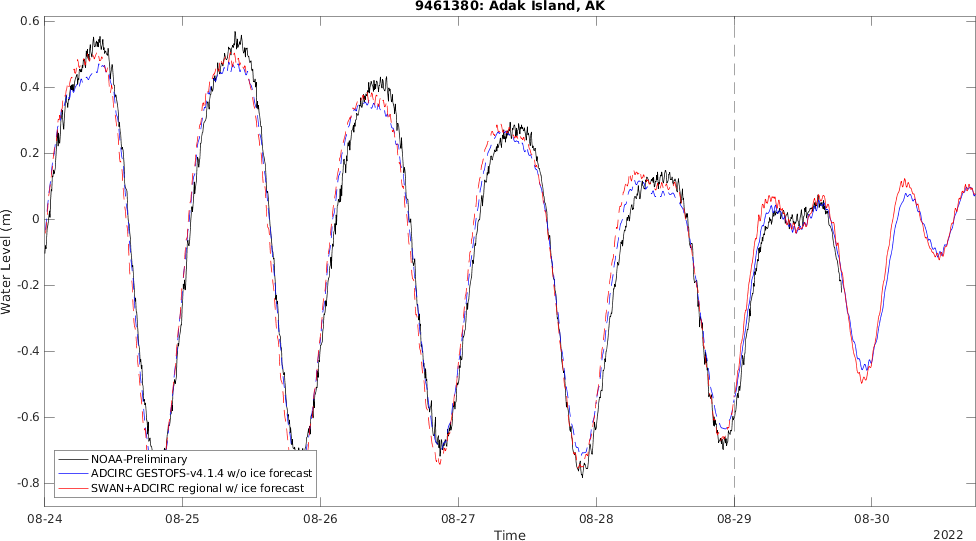 9461380: Adak Island, AK
0.6
0.4
0.2
0
-0.2
-0.4
-0.6
-0.8
Water Level (m)
NOAA-Preliminary
ADCIRC GESTOFS-v4.1.4 w/o ice forecast
SWAN+ADCIRC regional w/ ice forecast
08-24 08-25 08-26 08-27 08-28 08-29 08-30
Time
2022